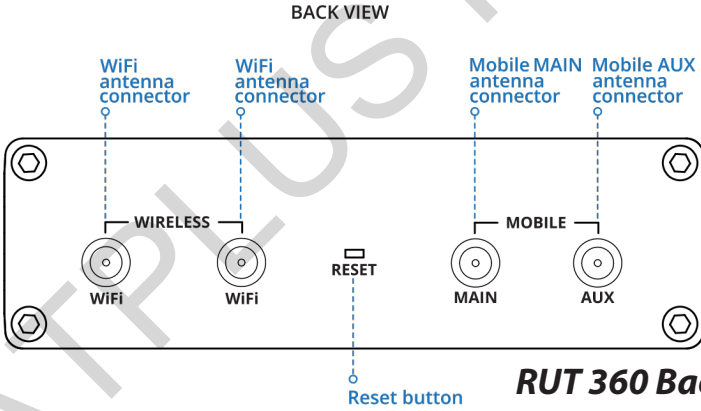 BACK VIEW
WiFi
antenna
connector
WiFi
antenna
connector
Mobile MAIN
antenna
connector
Mobile AUX
antenna
connector
WIRELESS
MOBILE
RESET
WiFi
WiFi
MAIN
AUX
Reset button
RUT 360 Bac